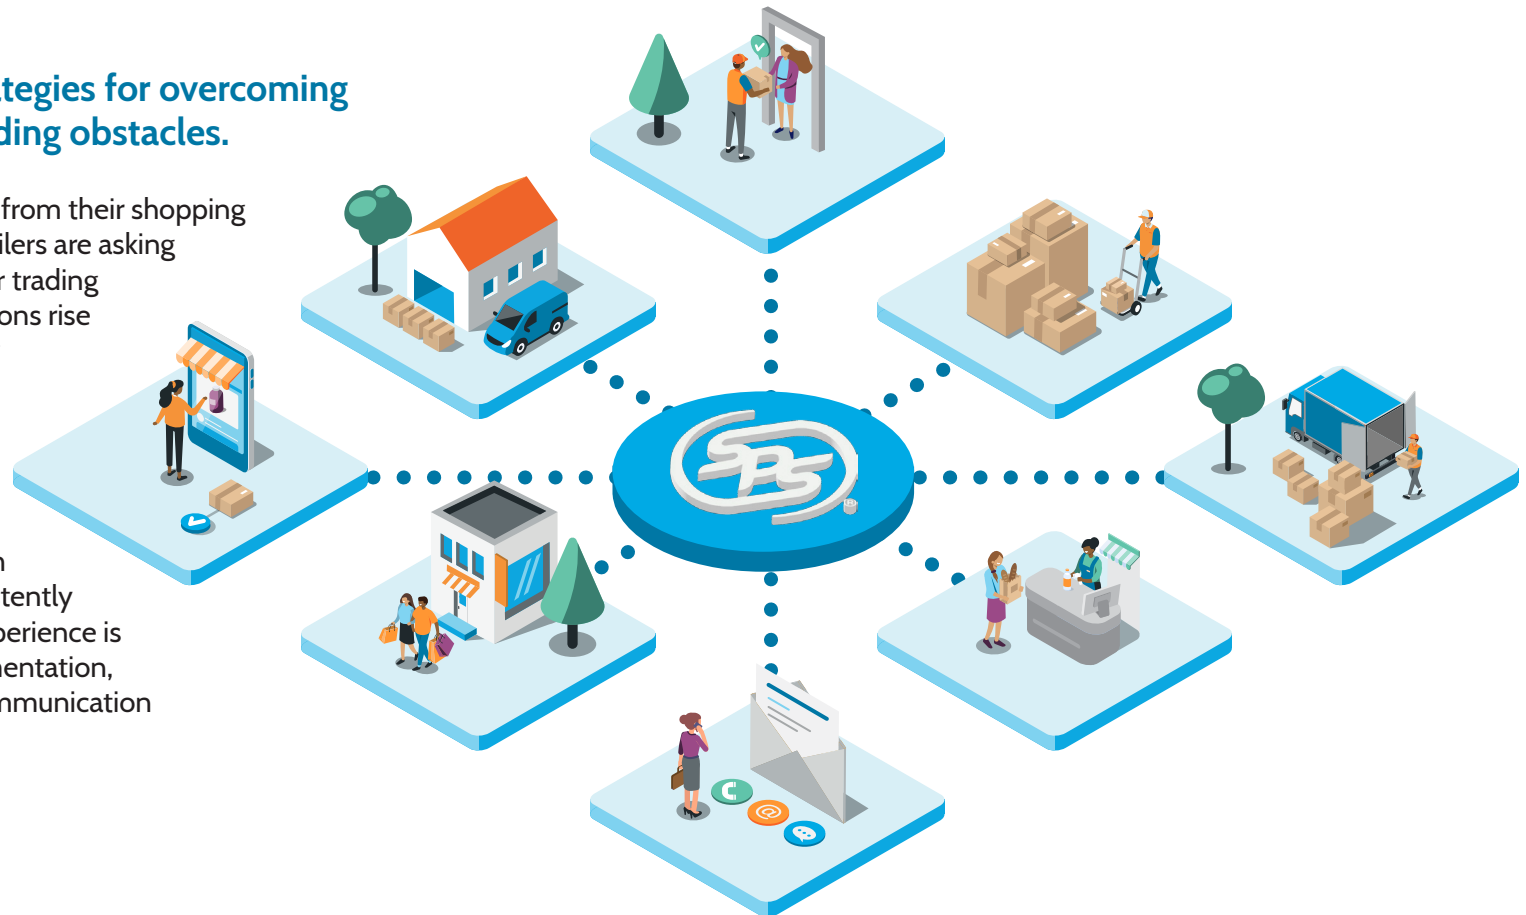 tegies for overcoming
ding obstacles.
from their shopping
ilers are asking
r trading
ons rise
n
tently
perience is
nentation,
mmunication
SPS
@